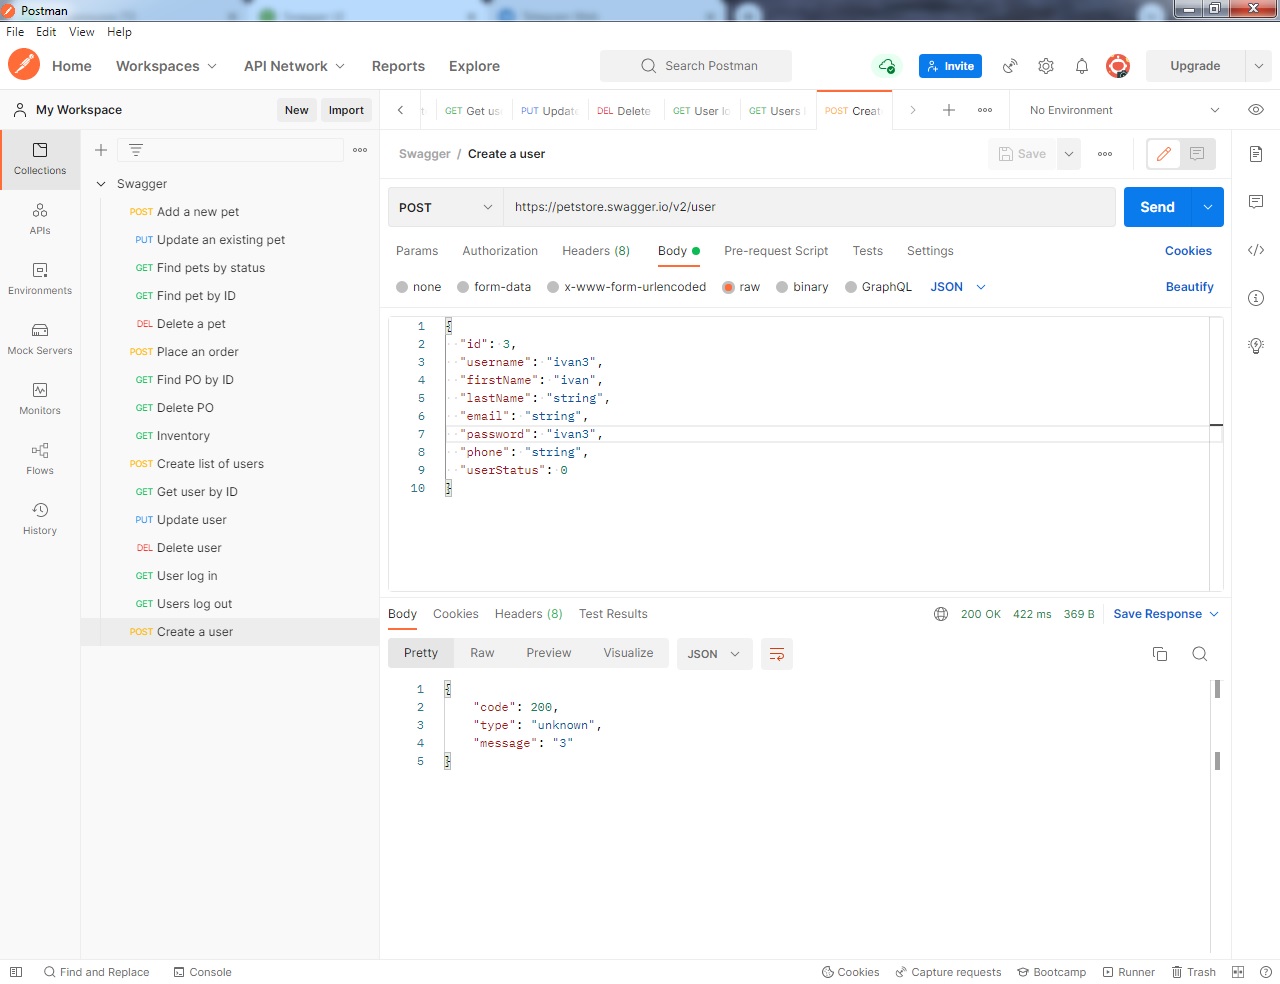 Postman
File Edit View Help
Home Workspaces API Network Reports Explore Search Postman Invite Upgrade
My Workspace New Import
GET Get us PUT Updat DEL Delete GET User lo GET Users POST Creat No Environment
Collections
APIs
Environments
Mock Servers
Monitors
Flows
History
Swagger
POST Add a new pet
PUT Update an existing pet
GET Find pets by status
GET Find pet by ID
DEL Delete a pet
POST Place an order
GET Find PO by ID
GET Delete PO
GET Inventory
POST Create list of users
GET Get user by ID
PUT Update user
DEL Delete user
GET User log in
GET Users log out
POST Create a user
Swagger / Create a user Save
POST https://petstore.swagger.io/v2/user Send
Params Authorization Headers (8) Body Pre-request Script Tests Settings Cookies
none form-data x-www-form-urlencoded raw binary GraphQL JSON Beautify
1 {
2 "id": 3,
3 "username": "ivan3",
4 "firstName": "ivan",
5 "lastName": "string",
6 "email": "string",
7 "password": "ivan3",
8 "phone": "string",
9 "userStatus": 0
10 }
Body Cookies Headers (8) Test Results 200 OK 422 ms 369 B Save Response
Pretty Raw Preview Visualize JSON
1 {
2 "code": 200,
3 "type": "unknown",
4 "message": "3"
5 }
Find and Replace Console Cookies Capture requests Bootcamp Runner Trash